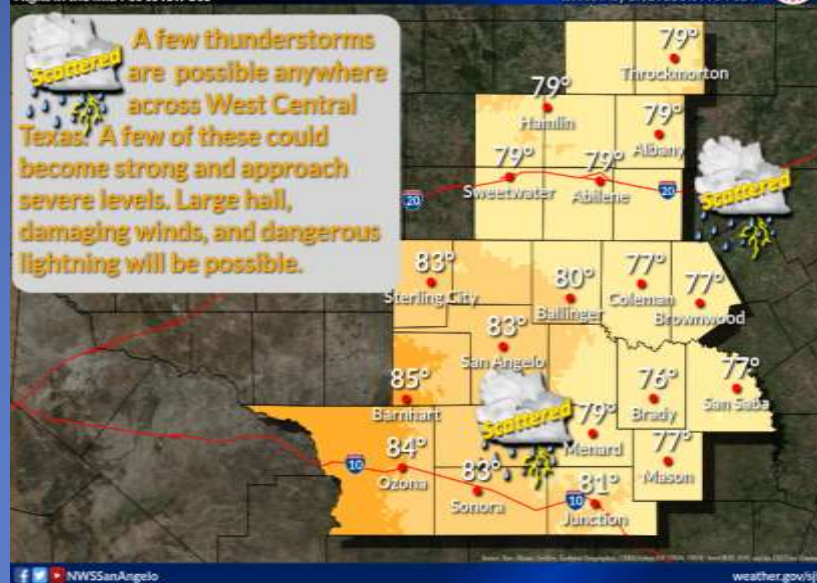 Scattered
A few thunderstorms
are possible anywhere
across West Central
Texas. A few of these could
become strong and approach
severe levels. Large hail,
damaging winds, and dangerous
lightning will be possible.
79°
Throckmorton
79°
Hamlin
79°
Albany
79°
Sweetwater
79°
Abilene
20
20
Scattered
83°
Sterling City
80°
Ballinger
77°
Coleman
77°
Brownwood
83°
San Angelo
85°
Barnhart
76°
Brady
77°
San Saba
Scattered
79°
Menard
84°
Ozona
10
83°
Sonora
77°
Mason
10
81°
Junction
NWSSanAngelo
weather.gov/sj